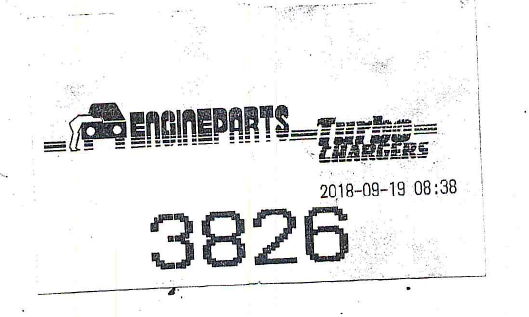 ENGINEPARTS
Turbo
CHARGERS
2018-09-19 08:38
3826